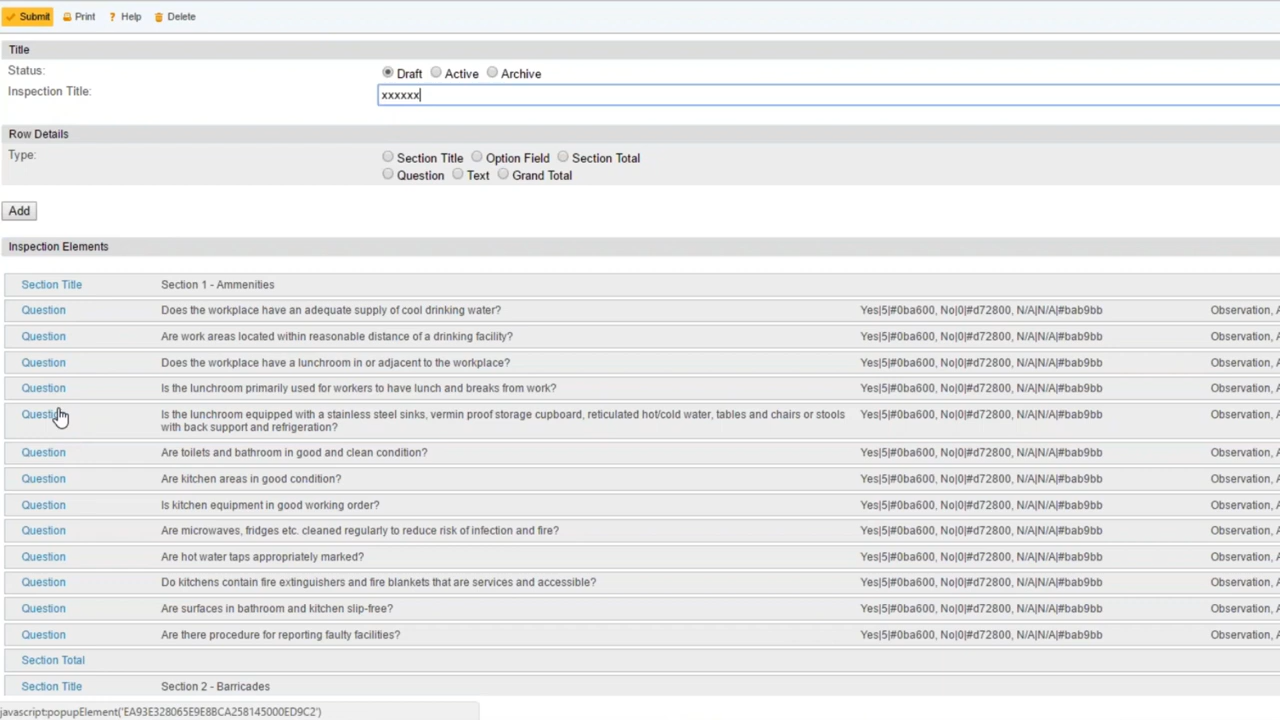 Submit Print Help Delete
Title
Status: Draft Active Archive
Inspection Title: xxxxxx
Row Details
Type: Section Title Option Field Section Total
Question Text Grand Total
Add
Inspection Elements
Section Title Section 1 - Ammenities
Question Does the workplace have an adequate supply of cool drinking water? Yes|5|#0ba600, No|0|#d72800, N/A|N/A|#bab9bb Observation, A
Question Are work areas located within reasonable distance of a drinking facility? Yes|5|#0ba600, No|0|#d72800, N/A|N/A|#bab9bb Observation, A
Question Does the workplace have a lunchroom in or adjacent to the workplace? Yes|5|#0ba600, No|0|#d72800, N/A|N/A|#bab9bb Observation, A
Question Is the lunchroom primarily used for workers to have lunch and breaks from work? Yes|5|#0ba600, No|0|#d72800, N/A|N/A|#bab9bb Observation, A
Question Is the lunchroom equipped with a stainless steel sinks, vermin proof storage cupboard, reticulated hot/cold water, tables and chairs or stools Yes|5|#0ba600, No|0|#d72800, N/A|N/A|#bab9bb Observation, A
with back support and refrigeration?
Question Are toilets and bathroom in good and clean condition? Yes|5|#0ba600, No|0|#d72800, N/A|N/A|#bab9bb Observation, A
Question Are kitchen areas in good condition? Yes|5|#0ba600, No|0|#d72800, N/A|N/A|#bab9bb Observation, A
Question Is kitchen equipment in good working order? Yes|5|#0ba600, No|0|#d72800, N/A|N/A|#bab9bb Observation, A
Question Are microwaves, fridges etc. cleaned regularly to reduce risk of infection and fire? Yes|5|#0ba600, No|0|#d72800, N/A|N/A|#bab9bb Observation, A
Question Are hot water taps appropriately marked? Yes|5|#0ba600, No|0|#d72800, N/A|N/A|#bab9bb Observation, A
Question Do kitchens contain fire extinguishers and fire blankets that are services and accessible? Yes|5|#0ba600, No|0|#d72800, N/A|N/A|#bab9bb Observation, A
Question Are surfaces in bathroom and kitchen slip-free? Yes|5|#0ba600, No|0|#d72800, N/A|N/A|#bab9bb Observation, A
Question Are there procedure for reporting faulty facilities? Yes|5|#0ba600, No|0|#d72800, N/A|N/A|#bab9bb Observation, A
Section Total
Section Title Section 2 - Barricades
javascript:popupElement('EA93E328065E9E8BCA258145000ED9C2')